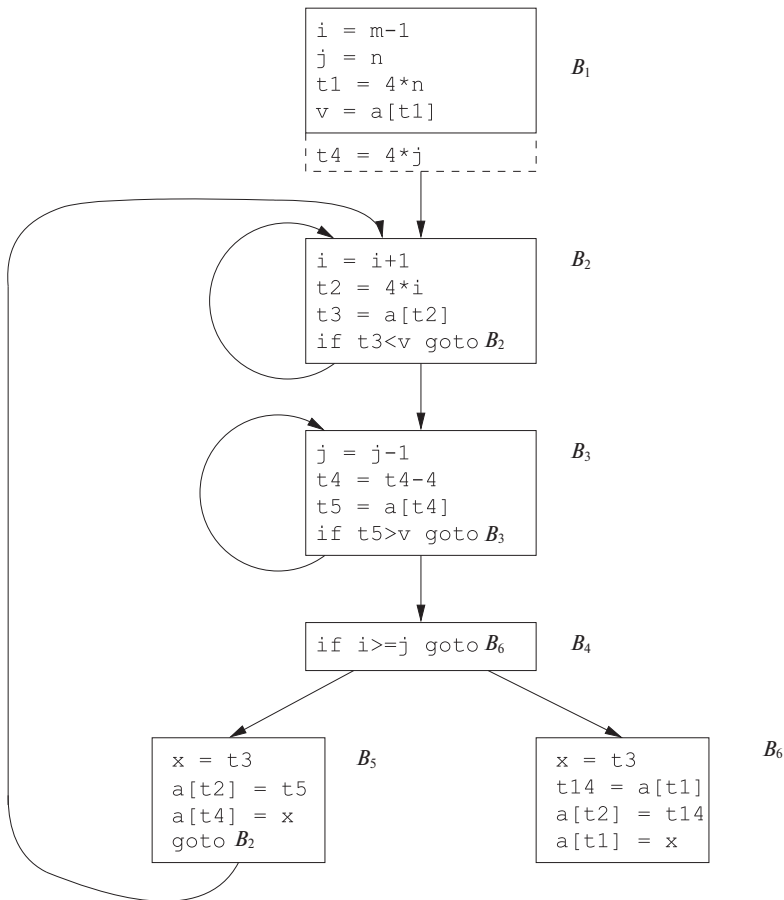 i = m-1
j = n
t1 = 4*n
v = a[t1]
B1
t4 = 4*j
i = i+1
t2 = 4*i
t3 = a[t2]
if t3<v goto B2
B2
j = j-1
t4 = t4-4
t5 = a[t4]
if t5>v goto B3
B3
if i>=j goto B6
B4
x = t3
a[t2] = t5
a[t4] = x
goto B2
B5
x = t3
t14 = a[t1]
a[t2] = t14
a[t1] = x
B6